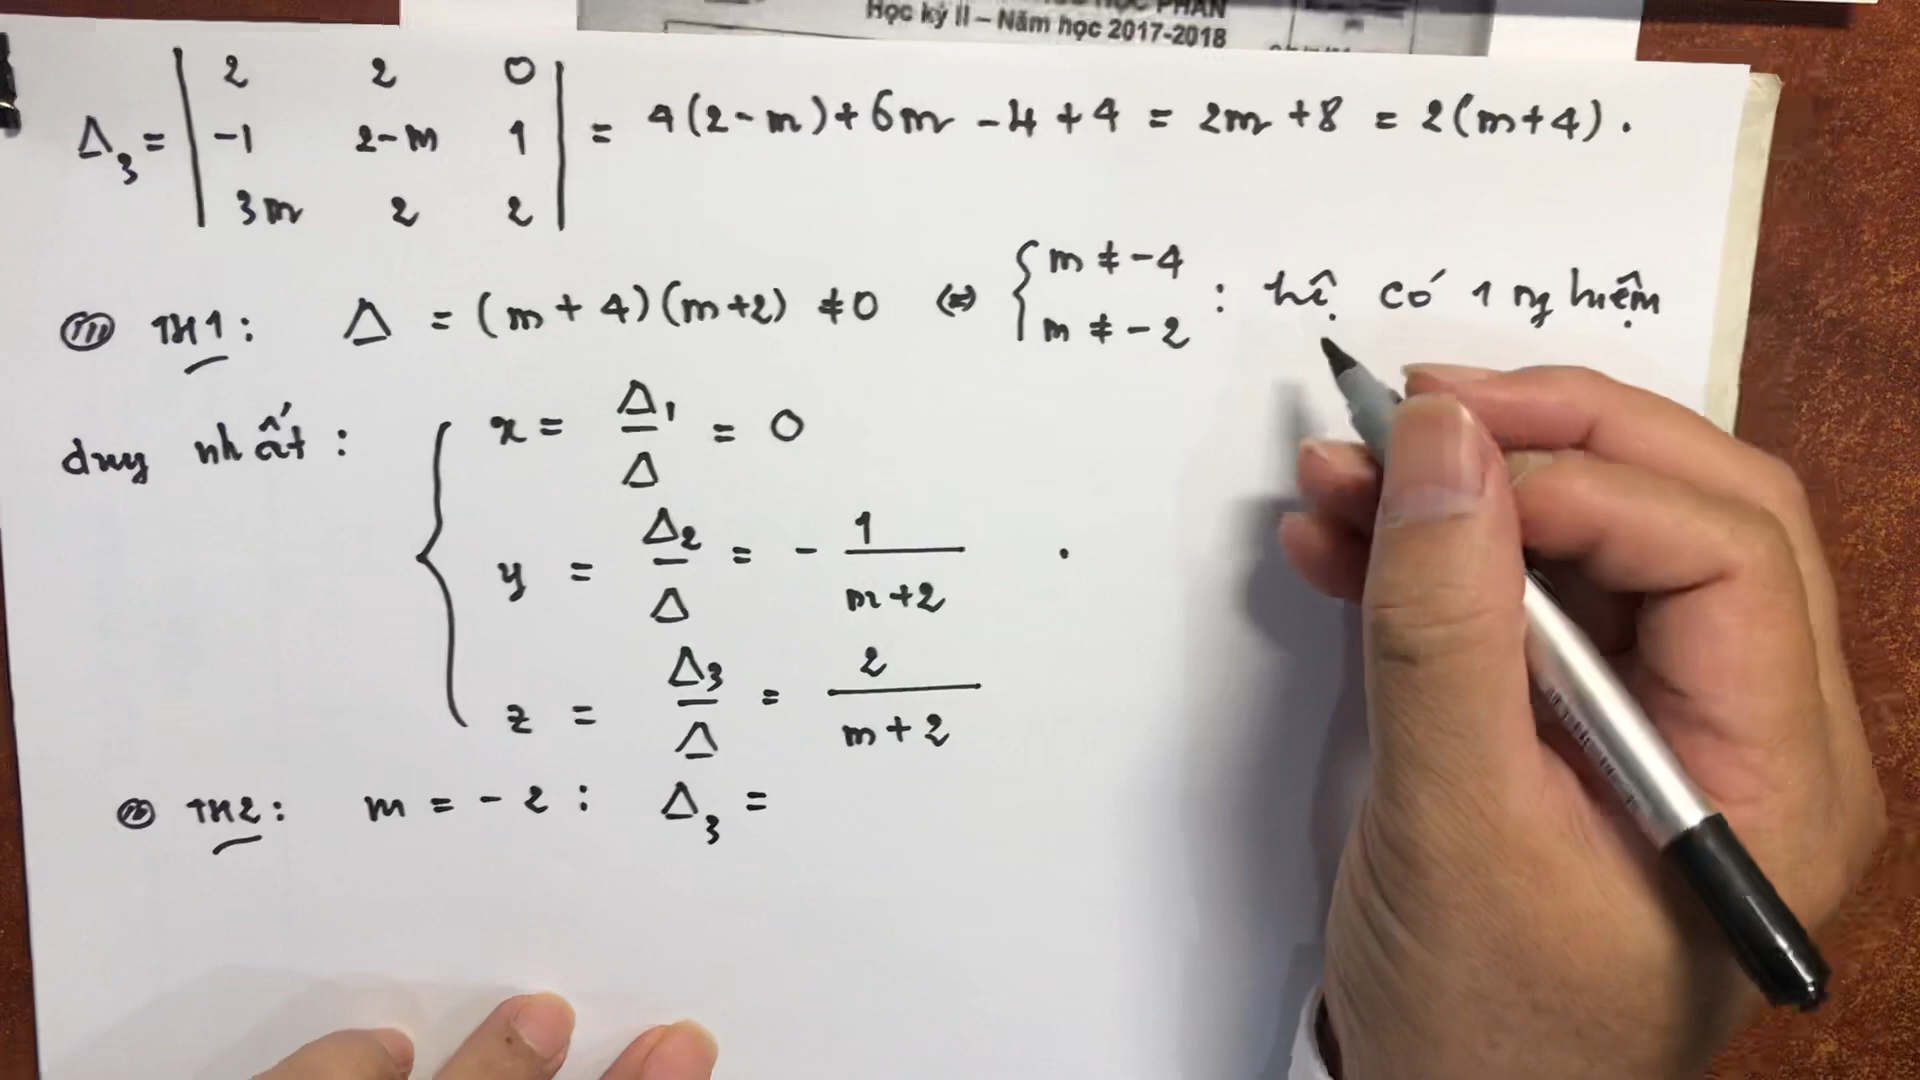 HỌC PHẦN
Học kỳ II – Năm học 2017-2018
Δ₃ = | 2 2 0 |
| -1 2-m 1 | = 4(2-m)+6m -4 +4 = 2m +8 = 2(m+4).
| 3m 2 2 |
TH1: Δ = (m + 4)(m+2) ≠ 0 ⇔ { m ≠ -4
m ≠ -2 : hệ có 1 nghiệm
duy nhất : { x = Δ₁/Δ = 0
y = Δ₂/Δ = - 1/(m+2) .
z = Δ₃/Δ = 2/(m+2)
TH2: m = -2 : Δ₃ =